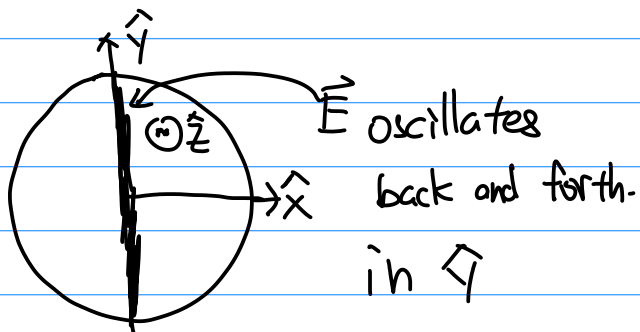 ŷ
ẑ
E⃗ oscillates
x̂ back and forth.
in ŷ